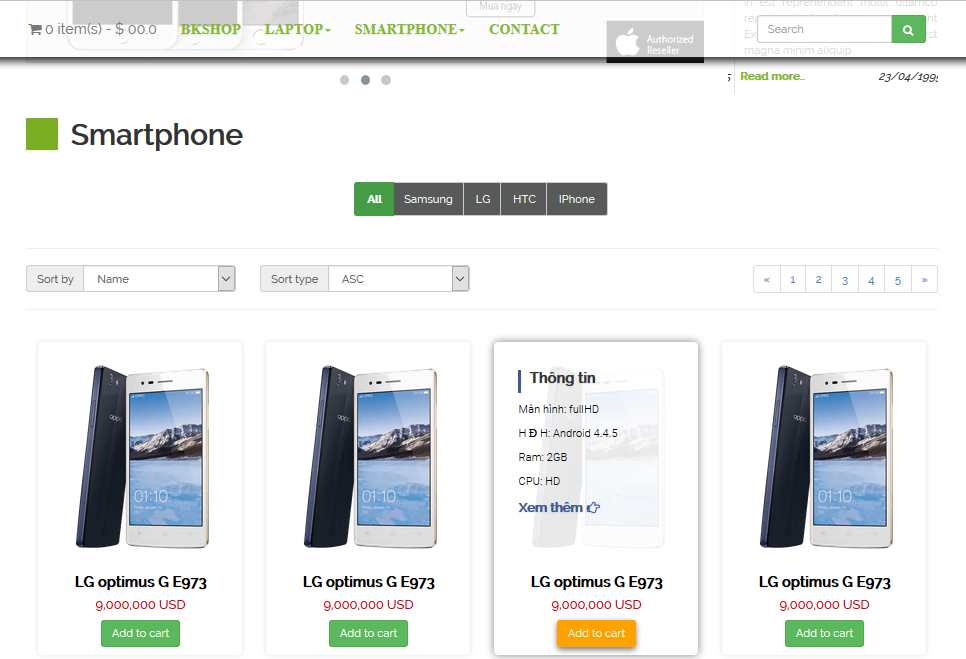 Mua ngay
in est reprehenderit mollit ullamco
0 item(s) - $ 00.0
BKSHOP
LAPTOP
SMARTPHONE
CONTACT
Search
Authorized
Reseller
magna minim aliquip.
Read more..
23/04/1995
Smartphone
All
Samsung
LG
HTC
IPhone
Sort by
Name
Sort type
ASC
«
1
2
3
4
5
»
oppo
01:10
oppo
01:10
Thông tin
Màn hình: fullHD
H Đ H: Android 4.4.5
Ram: 2GB
CPU: HD
Xem thêm
oppo
01:10
LG optimus G E973
LG optimus G E973
LG optimus G E973
LG optimus G E973
9,000,000 USD
9,000,000 USD
9,000,000 USD
9,000,000 USD
Add to cart
Add to cart
Add to cart
Add to cart